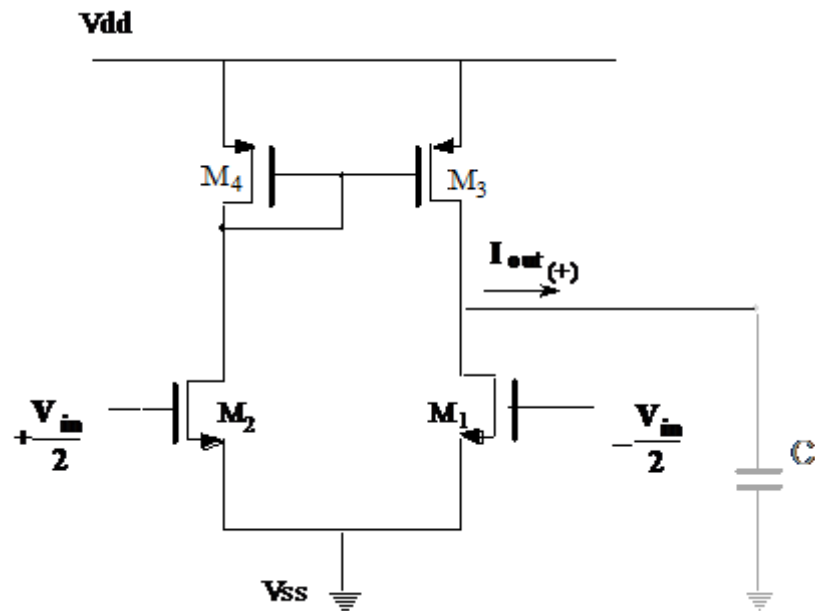 Vdd
M4
M3
Iout(+)
+Vin/2
M2
M1
-Vin/2
C
Vss